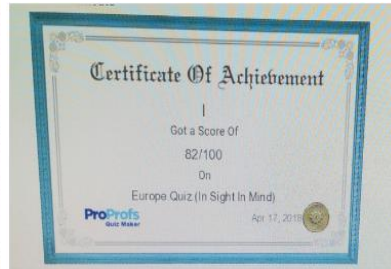 Certificate Of Achievement
I
Got a Score Of
82/100
On
Europe Quiz (In Sight In Mind)
ProProfs
Quiz Maker
Apr 17, 2018